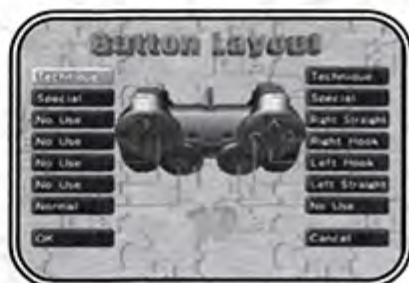 Button Layout
Technique
Special
No Use
No Use
No Use
No Use
Normal
OK
Technique
Special
Right Straight
Right Hook
Left Hook
Left Straight
No Use
Cancel